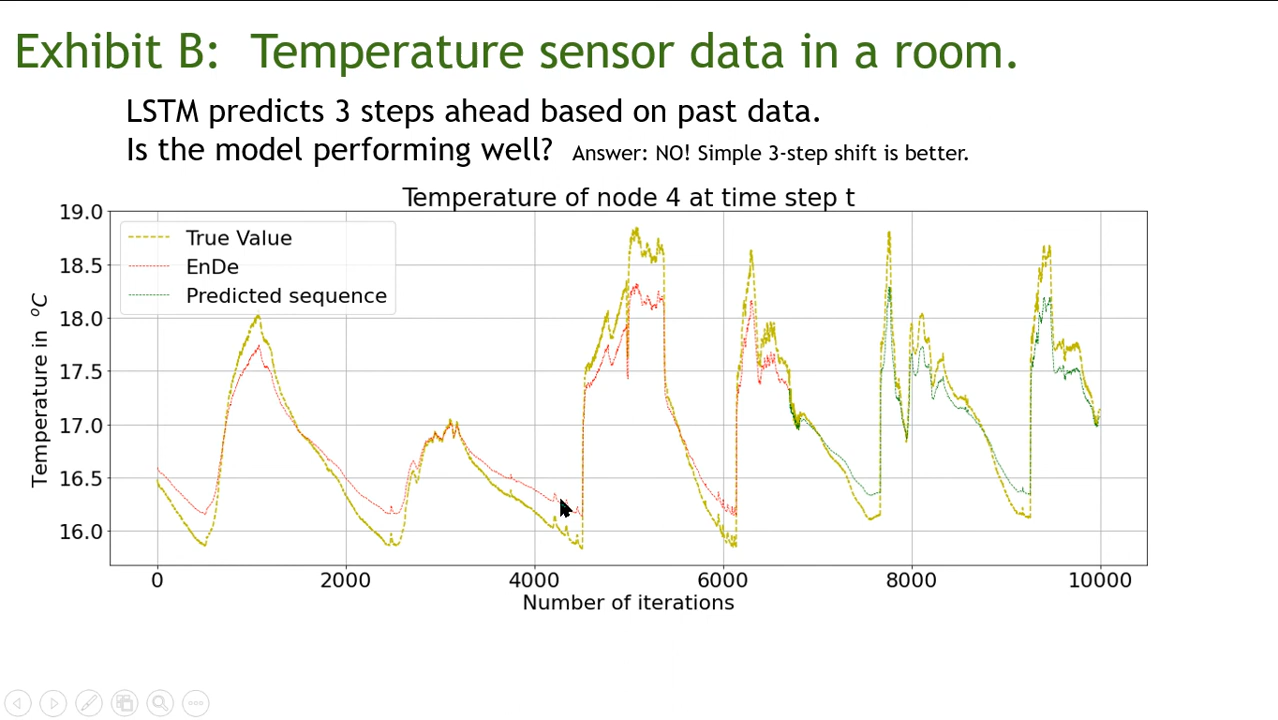 Exhibit B: Temperature sensor data in a room.
LSTM predicts 3 steps ahead based on past data.
Is the model performing well? Answer: NO! Simple 3-step shift is better.
Temperature of node 4 at time step t
True Value
EnDe
Predicted sequence
19.0
18.5
18.0
17.5
17.0
16.5
16.0
Temperature in °C
0 2000 4000 6000 8000 10000
Number of iterations